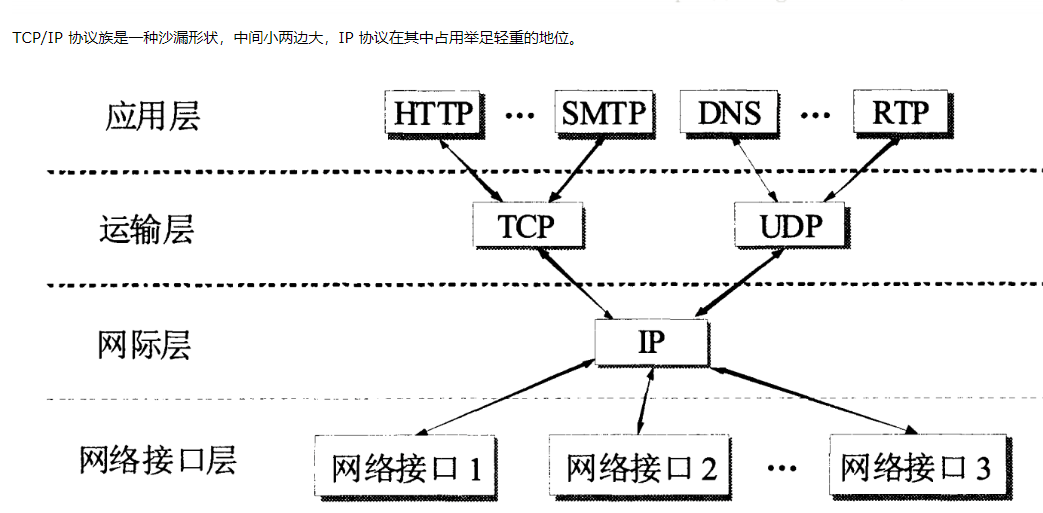 TCP/IP 协议族是一种沙漏形状，中间小两边大，IP 协议在其中占用举足轻重的地位。
应用层 HTTP … SMTP DNS … RTP
运输层 TCP UDP
网际层 IP
网络接口层 网络接口 1 网络接口 2 … 网络接口 3